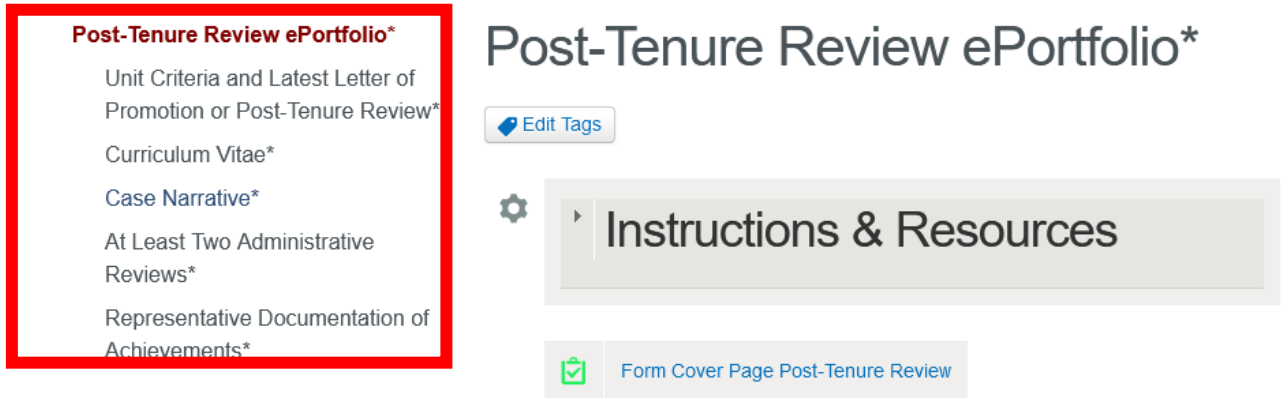 Post-Tenure Review ePortfolio*
Unit Criteria and Latest Letter of
Promotion or Post-Tenure Review*
Curriculum Vitae*
Case Narrative*
At Least Two Administrative
Reviews*
Representative Documentation of
Achievements*
Post-Tenure Review ePortfolio*
Edit Tags
Instructions & Resources
Form Cover Page Post-Tenure Review